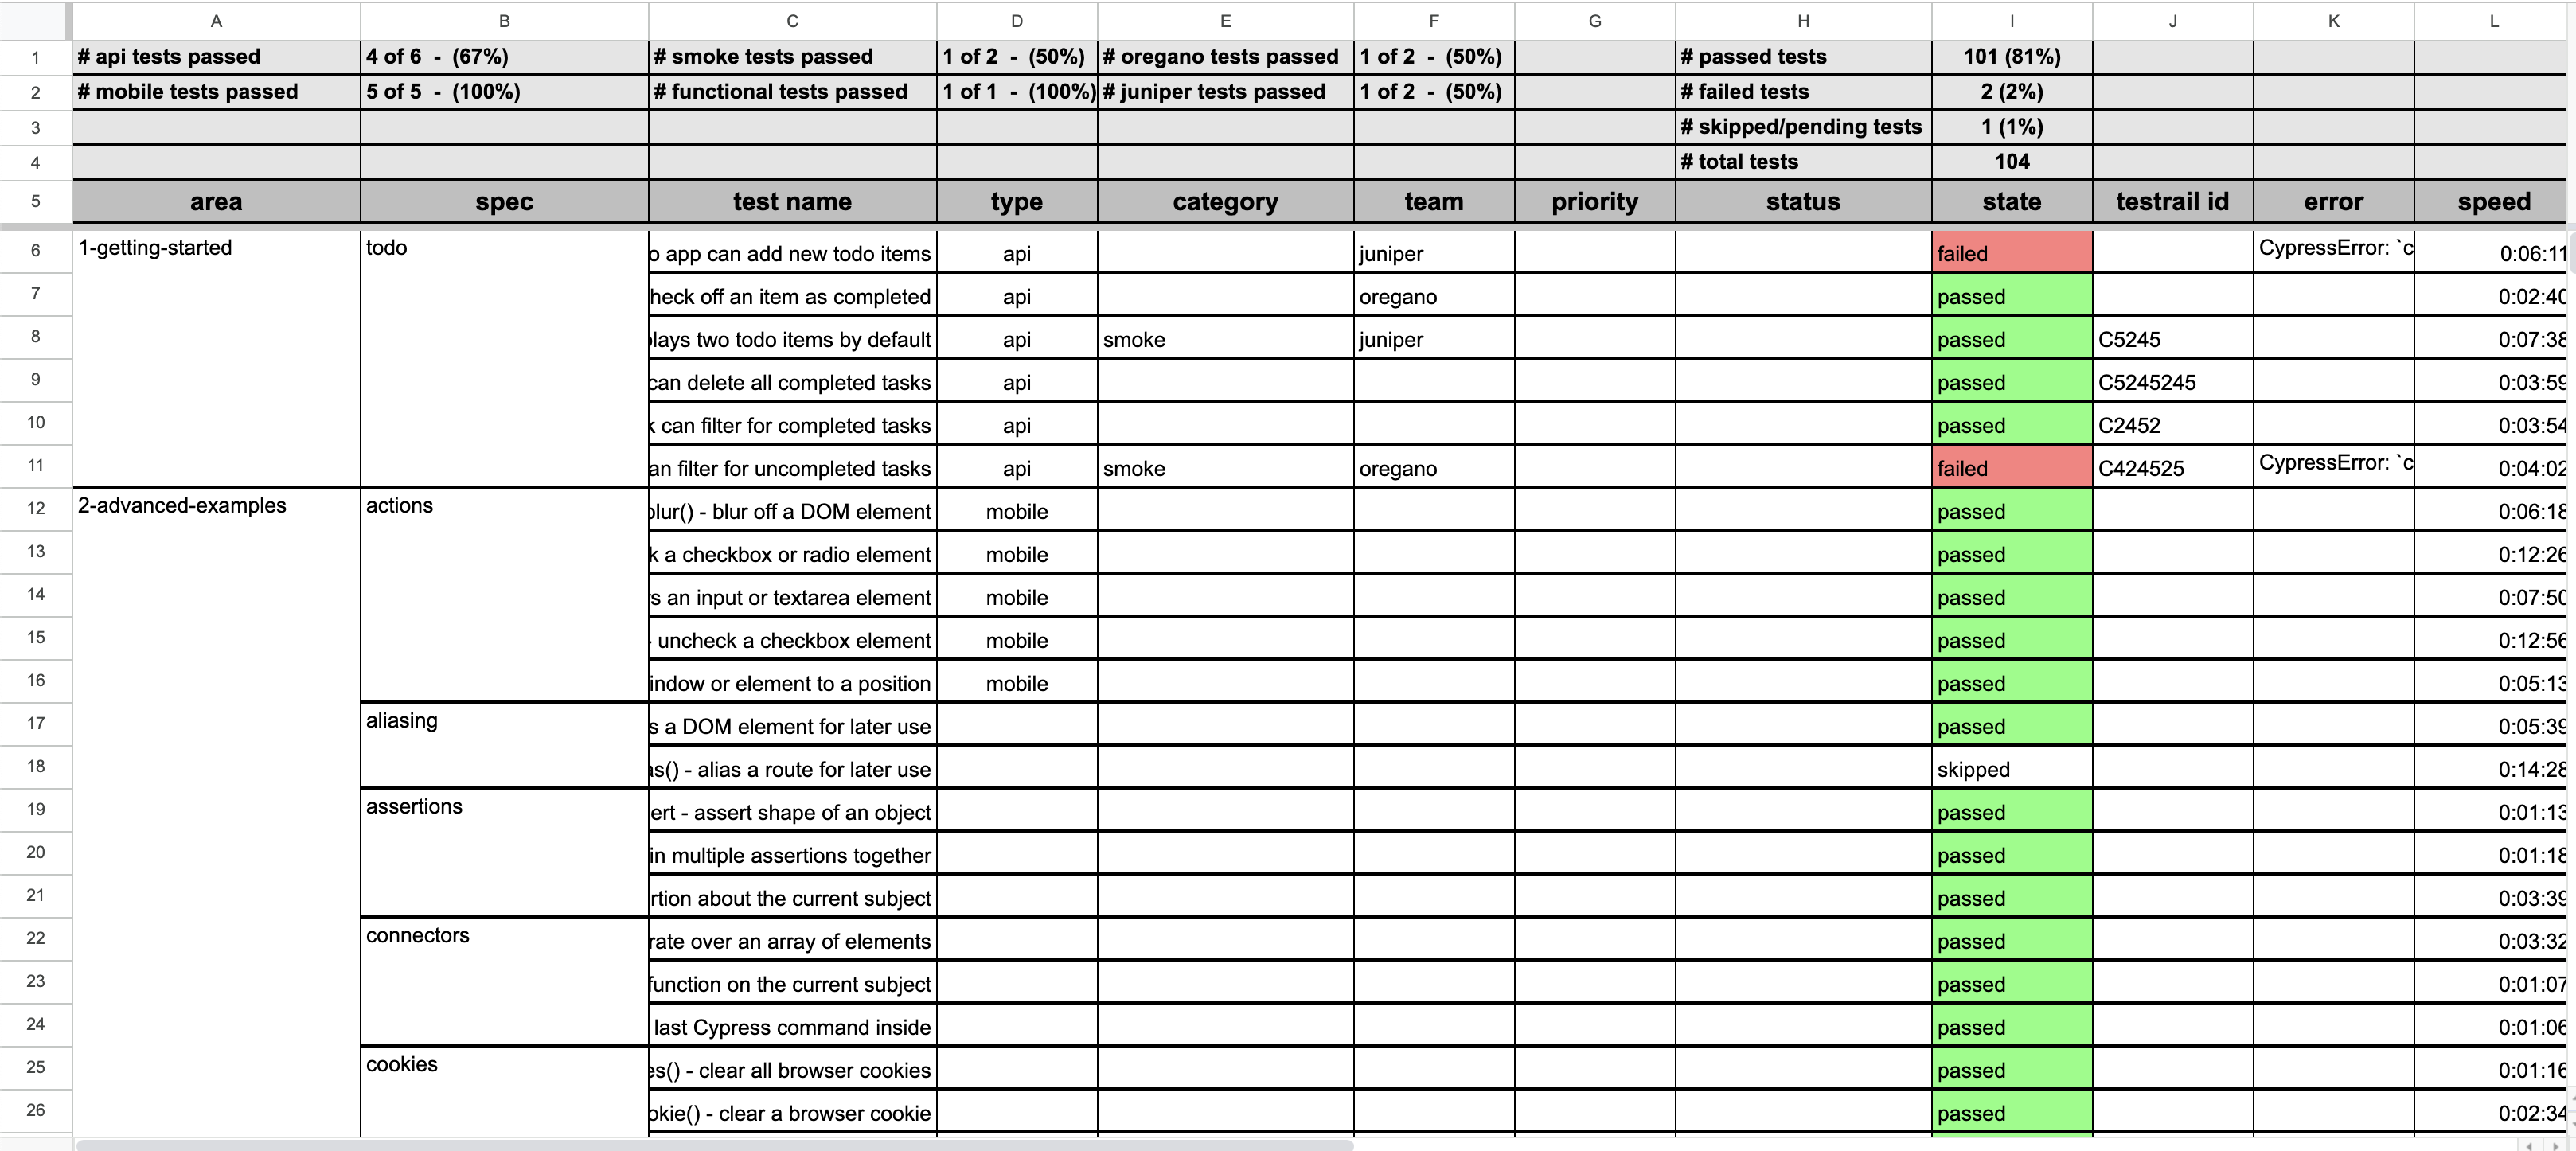 A B C D E F G H I J K L
1 # api tests passed 4 of 6 - (67%) # smoke tests passed 1 of 2 - (50%) # oregano tests passed 1 of 2 - (50%) # passed tests 101 (81%)
2 # mobile tests passed 5 of 5 - (100%) # functional tests passed 1 of 1 - (100%) # juniper tests passed 1 of 2 - (50%) # failed tests 2 (2%)
3 # skipped/pending tests 1 (1%)
4 # total tests 104
5 area spec test name type category team priority status state testrail id error speed
6 1-getting-started todo o app can add new todo items api juniper failed CypressError: `c 0:06:11
7 heck off an item as completed api oregano passed 0:02:40
8 plays two todo items by default api smoke juniper passed C5245 0:07:38
9 can delete all completed tasks api passed C5245245 0:03:59
10 k can filter for completed tasks api passed C2452 0:03:54
11 an filter for uncompleted tasks api smoke oregano failed C424525 CypressError: `c 0:04:02
12 2-advanced-examples actions blur() - blur off a DOM element mobile passed 0:06:18
13 k a checkbox or radio element mobile passed 0:12:26
14 rs an input or textarea element mobile passed 0:07:50
15 - uncheck a checkbox element mobile passed 0:12:56
16 indow or element to a position mobile passed 0:05:13
17 aliasing s a DOM element for later use passed 0:05:39
18 as() - alias a route for later use skipped 0:14:28
19 assertions ert - assert shape of an object passed 0:01:13
20 in multiple assertions together passed 0:01:18
21 rtion about the current subject passed 0:03:39
22 connectors rate over an array of elements passed 0:03:32
23 function on the current subject passed 0:01:07
24 last Cypress command inside passed 0:01:06
25 cookies es() - clear all browser cookies passed 0:01:16
26 okie() - clear a browser cookie passed 0:02:34